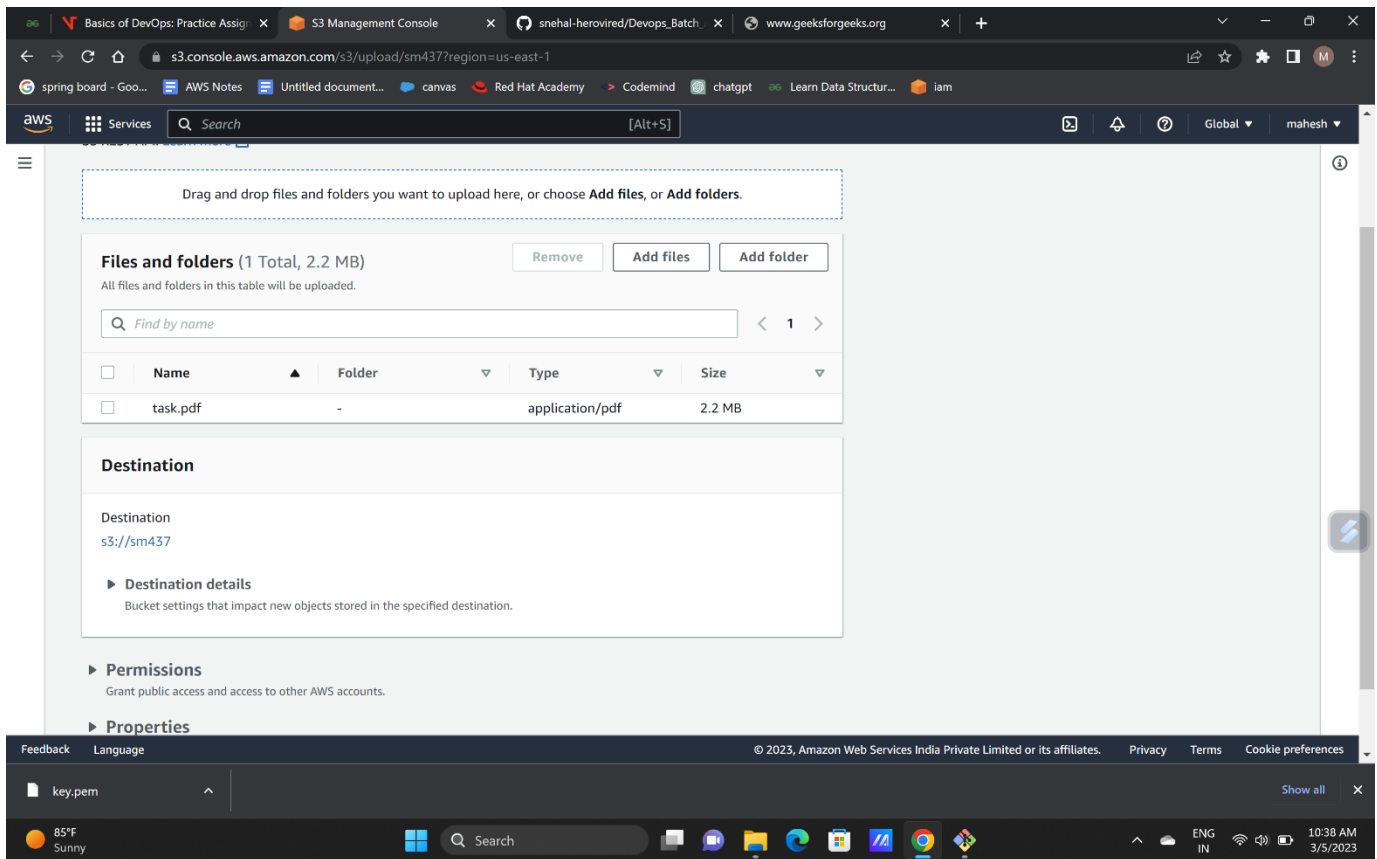 Basics of DevOps: Practice Assigr
S3 Management Console
snehal-herovired/Devops_Batch_
www.geeksforgeeks.org
s3.console.aws.amazon.com/s3/upload/sm437?region=us-east-1
M
spring board - Goo...
AWS Notes
Untitled document...
canvas
Red Hat Academy
Codemind
chatgpt
Learn Data Structur...
iam
aws
Services
Search
[Alt+S]
Global
mahesh
Drag and drop files and folders you want to upload here, or choose Add files, or Add folders.
Files and folders (1 Total, 2.2 MB)
Remove
Add files
Add folder
All files and folders in this table will be uploaded.
Find by name
1
Name
Folder
Type
Size
task.pdf
-
application/pdf
2.2 MB
Destination
Destination
s3://sm437
Destination details
Bucket settings that impact new objects stored in the specified destination.
Permissions
Grant public access and access to other AWS accounts.
Properties
Feedback
Language
© 2023, Amazon Web Services India Private Limited or its affiliates.
Privacy
Terms
Cookie preferences
key.pem
Show all
85°F
Sunny
Search
ENG
IN
10:38 AM
3/5/2023